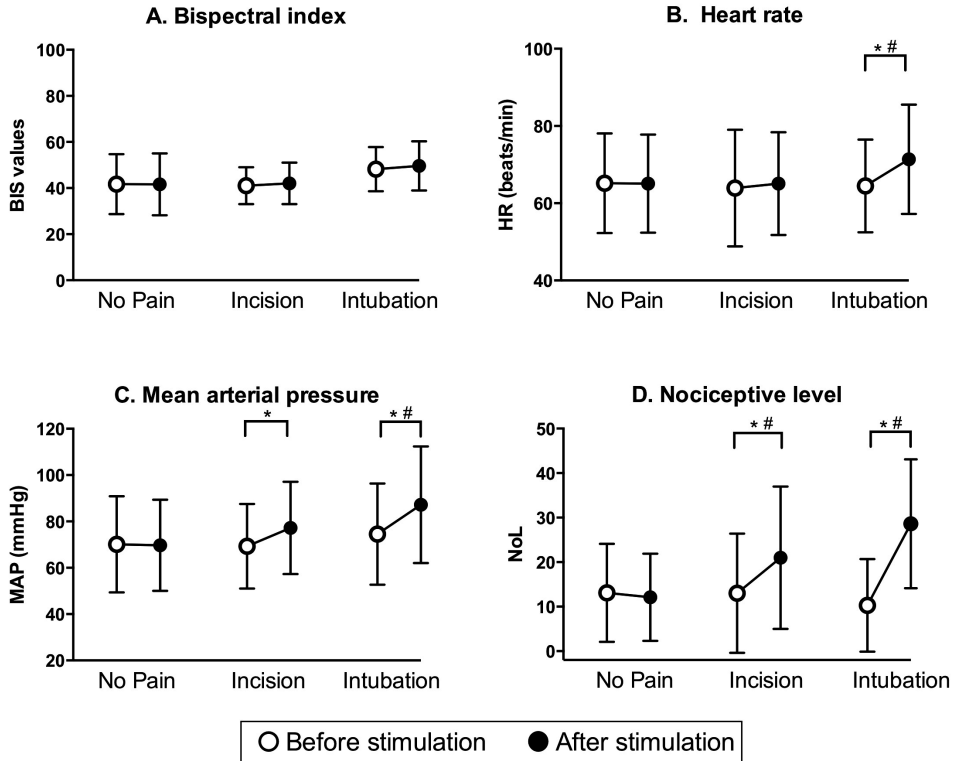 A. Bispectral index
100
80
60
40
20
0
BIS values
No Pain Incision Intubation
B. Heart rate
100
80
60
40
HR (beats/min)
* #
No Pain Incision Intubation
C. Mean arterial pressure
120
100
80
60
40
20
MAP (mmHg)
*
* #
No Pain Incision Intubation
D. Nociceptive level
50
40
30
20
10
0
NoL
* #
* #
No Pain Incision Intubation
Before stimulation After stimulation